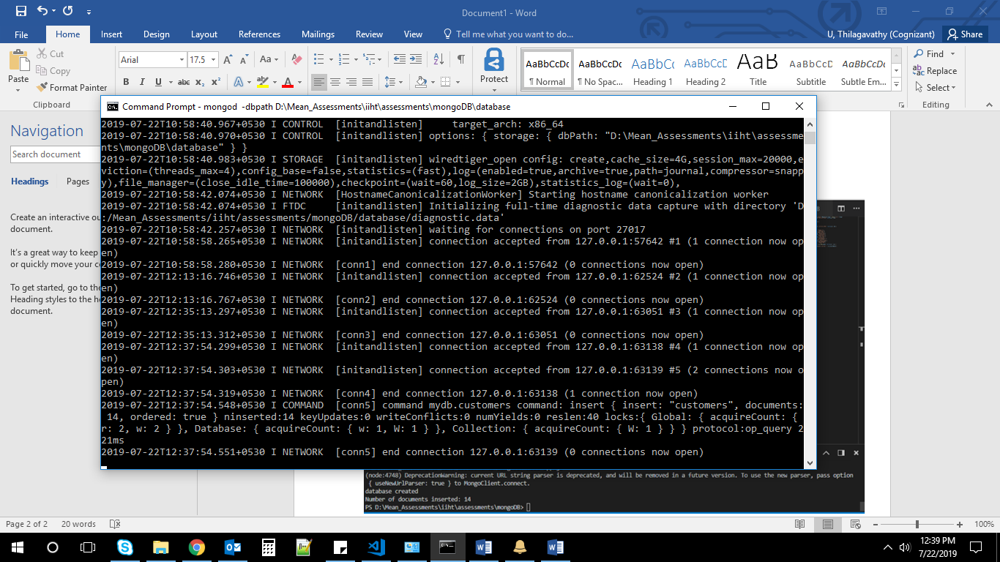 Document1 - Word
File Home Insert Design Layout References Mailings Review View Tell me what you want to do... U, Thilagavathy (Cognizant) Share
Paste
Cut
Copy
Format Painter
Clipboard
Arial 17.5 Aa
B I U abc X2 X2 A ab A
Protect
AaBbCcDc AaBbCcDc AaBbCc AaBbCcC AaB AaBbCcD AaBbCcDc
¶ Normal ¶ No Spac... Heading 1 Heading 2 Title Subtitle Subtle Em...
Find
Replace
Select
Editing
Navigation
Search document
Headings Pages
Create an interactive ou
document.
It's a great way to keep
or quickly move your co
To get started, go to the
Heading styles to the he
document.
Command Prompt - mongod -dbpath D:\Mean_Assessments\iiht\assessments\mongoDB\database
2019-07-22T10:58:40.967+0530 I CONTROL [initandlisten] target_arch: x86_64
2019-07-22T10:58:40.970+0530 I CONTROL [initandlisten] options: { storage: { dbPath: "D:\Mean_Assessments\iiht\assessme
nts\mongoDB\database" } }
2019-07-22T10:58:40.983+0530 I STORAGE [initandlisten] wiredtiger_open config: create,cache_size=4G,session_max=20000,e
viction=(threads_max=4),config_base=false,statistics=(fast),log=(enabled=true,archive=true,path=journal,compressor=snapp
y),file_manager=(close_idle_time=100000),checkpoint=(wait=60,log_size=2GB),statistics_log=(wait=0),
2019-07-22T10:58:42.074+0530 I NETWORK [HostnameCanonicalizationWorker] Starting hostname canonicalization worker
2019-07-22T10:58:42.074+0530 I FTDC [initandlisten] Initializing full-time diagnostic data capture with directory 'D
:/Mean_Assessments/iiht/assessments/mongoDB/database/diagnostic.data'
2019-07-22T10:58:42.257+0530 I NETWORK [initandlisten] waiting for connections on port 27017
2019-07-22T10:58:58.265+0530 I NETWORK [initandlisten] connection accepted from 127.0.0.1:57642 #1 (1 connection now op
en)
2019-07-22T10:58:58.280+0530 I NETWORK [conn1] end connection 127.0.0.1:57642 (0 connections now open)
2019-07-22T12:13:16.746+0530 I NETWORK [initandlisten] connection accepted from 127.0.0.1:62524 #2 (1 connection now op
en)
2019-07-22T12:13:16.767+0530 I NETWORK [conn2] end connection 127.0.0.1:62524 (0 connections now open)
2019-07-22T12:35:13.297+0530 I NETWORK [initandlisten] connection accepted from 127.0.0.1:63051 #3 (1 connection now op
en)
2019-07-22T12:35:13.312+0530 I NETWORK [conn3] end connection 127.0.0.1:63051 (0 connections now open)
2019-07-22T12:37:54.299+0530 I NETWORK [initandlisten] connection accepted from 127.0.0.1:63138 #4 (1 connection now op
en)
2019-07-22T12:37:54.303+0530 I NETWORK [initandlisten] connection accepted from 127.0.0.1:63139 #5 (2 connections now o
pen)
2019-07-22T12:37:54.319+0530 I NETWORK [conn4] end connection 127.0.0.1:63138 (1 connection now open)
2019-07-22T12:37:54.548+0530 I COMMAND [conn5] command mydb.customers command: insert { insert: "customers", documents:
14, ordered: true } ninserted:14 keyUpdates:0 writeConflicts:0 numYields:0 reslen:40 locks:{ Global: { acquireCount: {
r: 2, w: 2 } }, Database: { acquireCount: { w: 1, W: 1 } }, Collection: { acquireCount: { W: 1 } } } protocol:op_query 2
21ms
2019-07-22T12:37:54.551+0530 I NETWORK [conn5] end connection 127.0.0.1:63139 (0 connections now open)
(node:4748) DeprecationWarning: current URL string parser is deprecated, and will be removed in a future version. To use the new parser, pass option
{ useNewUrlParser: true } to MongoClient.connect.
database created
Number of documents inserted: 14
PS D:\Mean_Assessments\iiht\assessments\mongoDB>
Page 2 of 2 20 words 100%
12:39 PM
7/22/2019